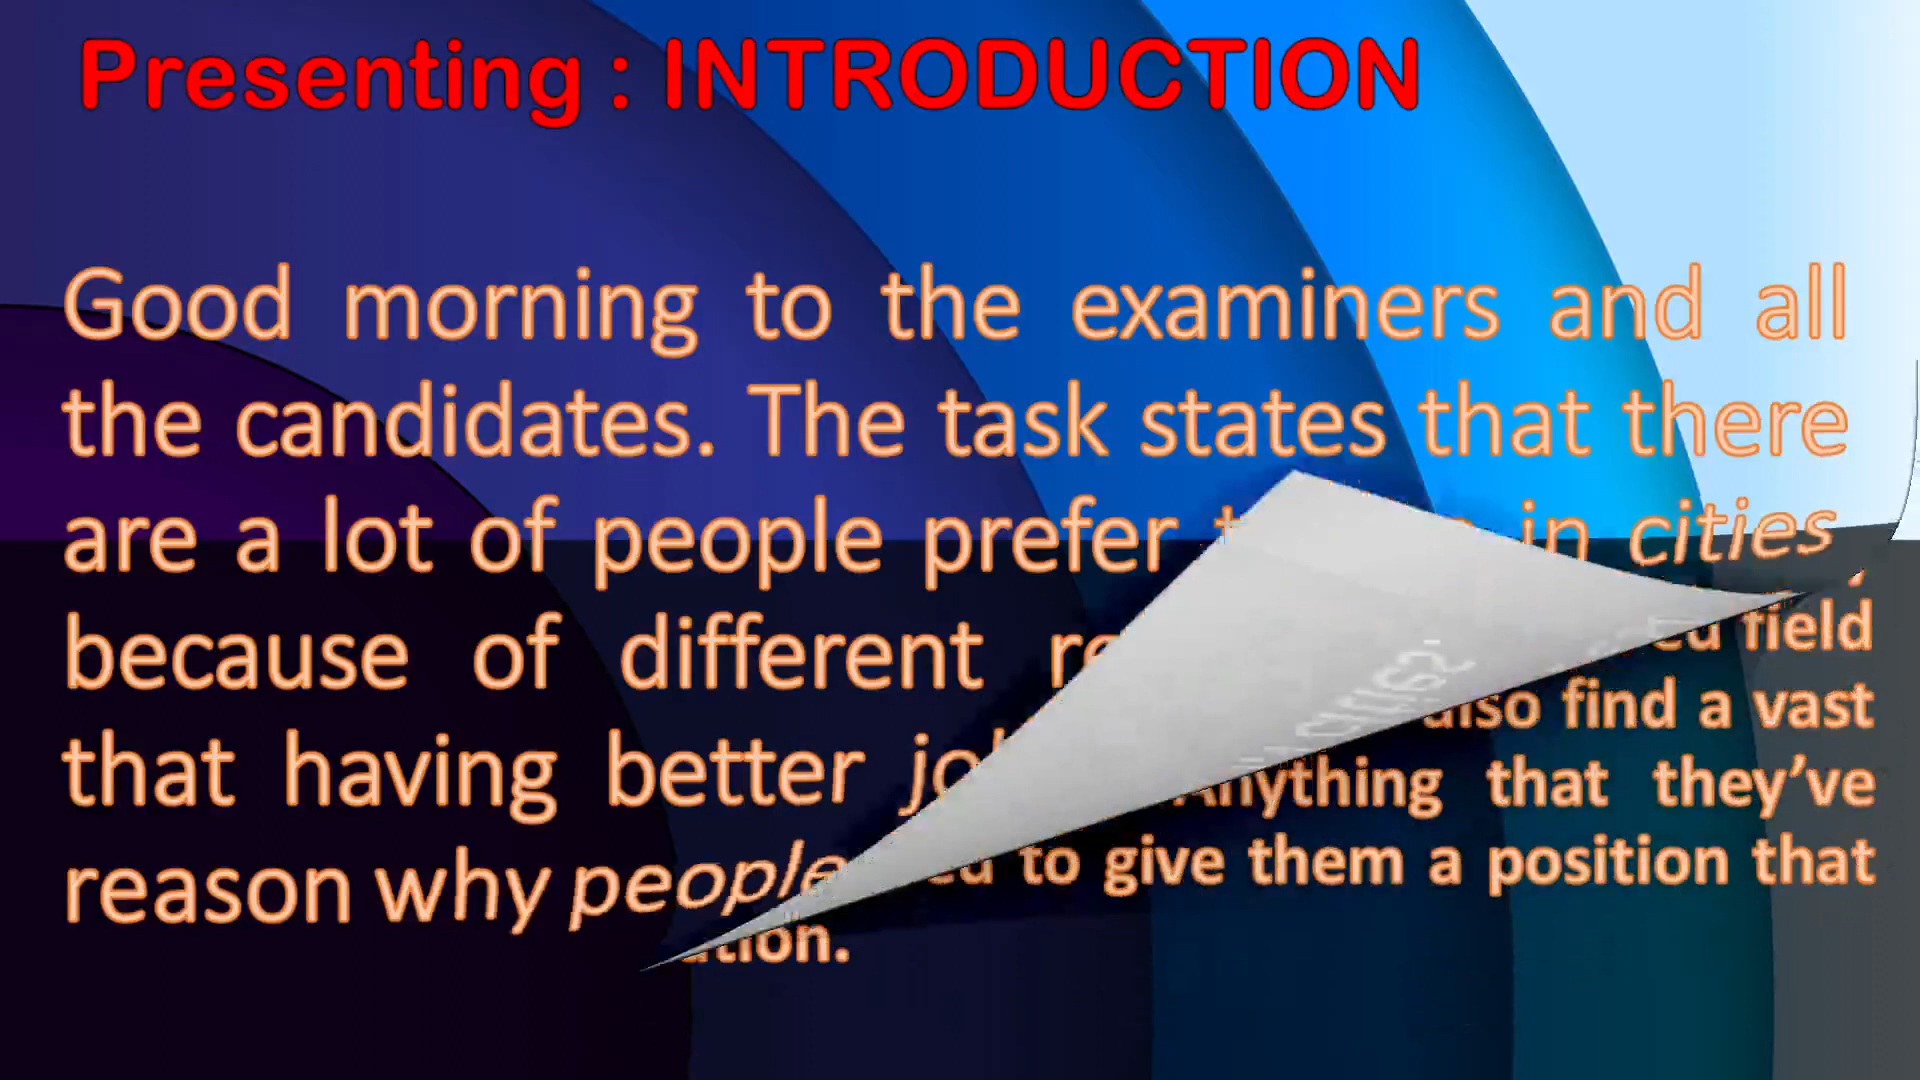 Presenting : INTRODUCTION
Good morning to the examiners and all
the candidates. The task states that there
are a lot of people prefer in cities,
because of different
that having better
reason why people
field
also find a vast
Anything that they've
to give them a position that